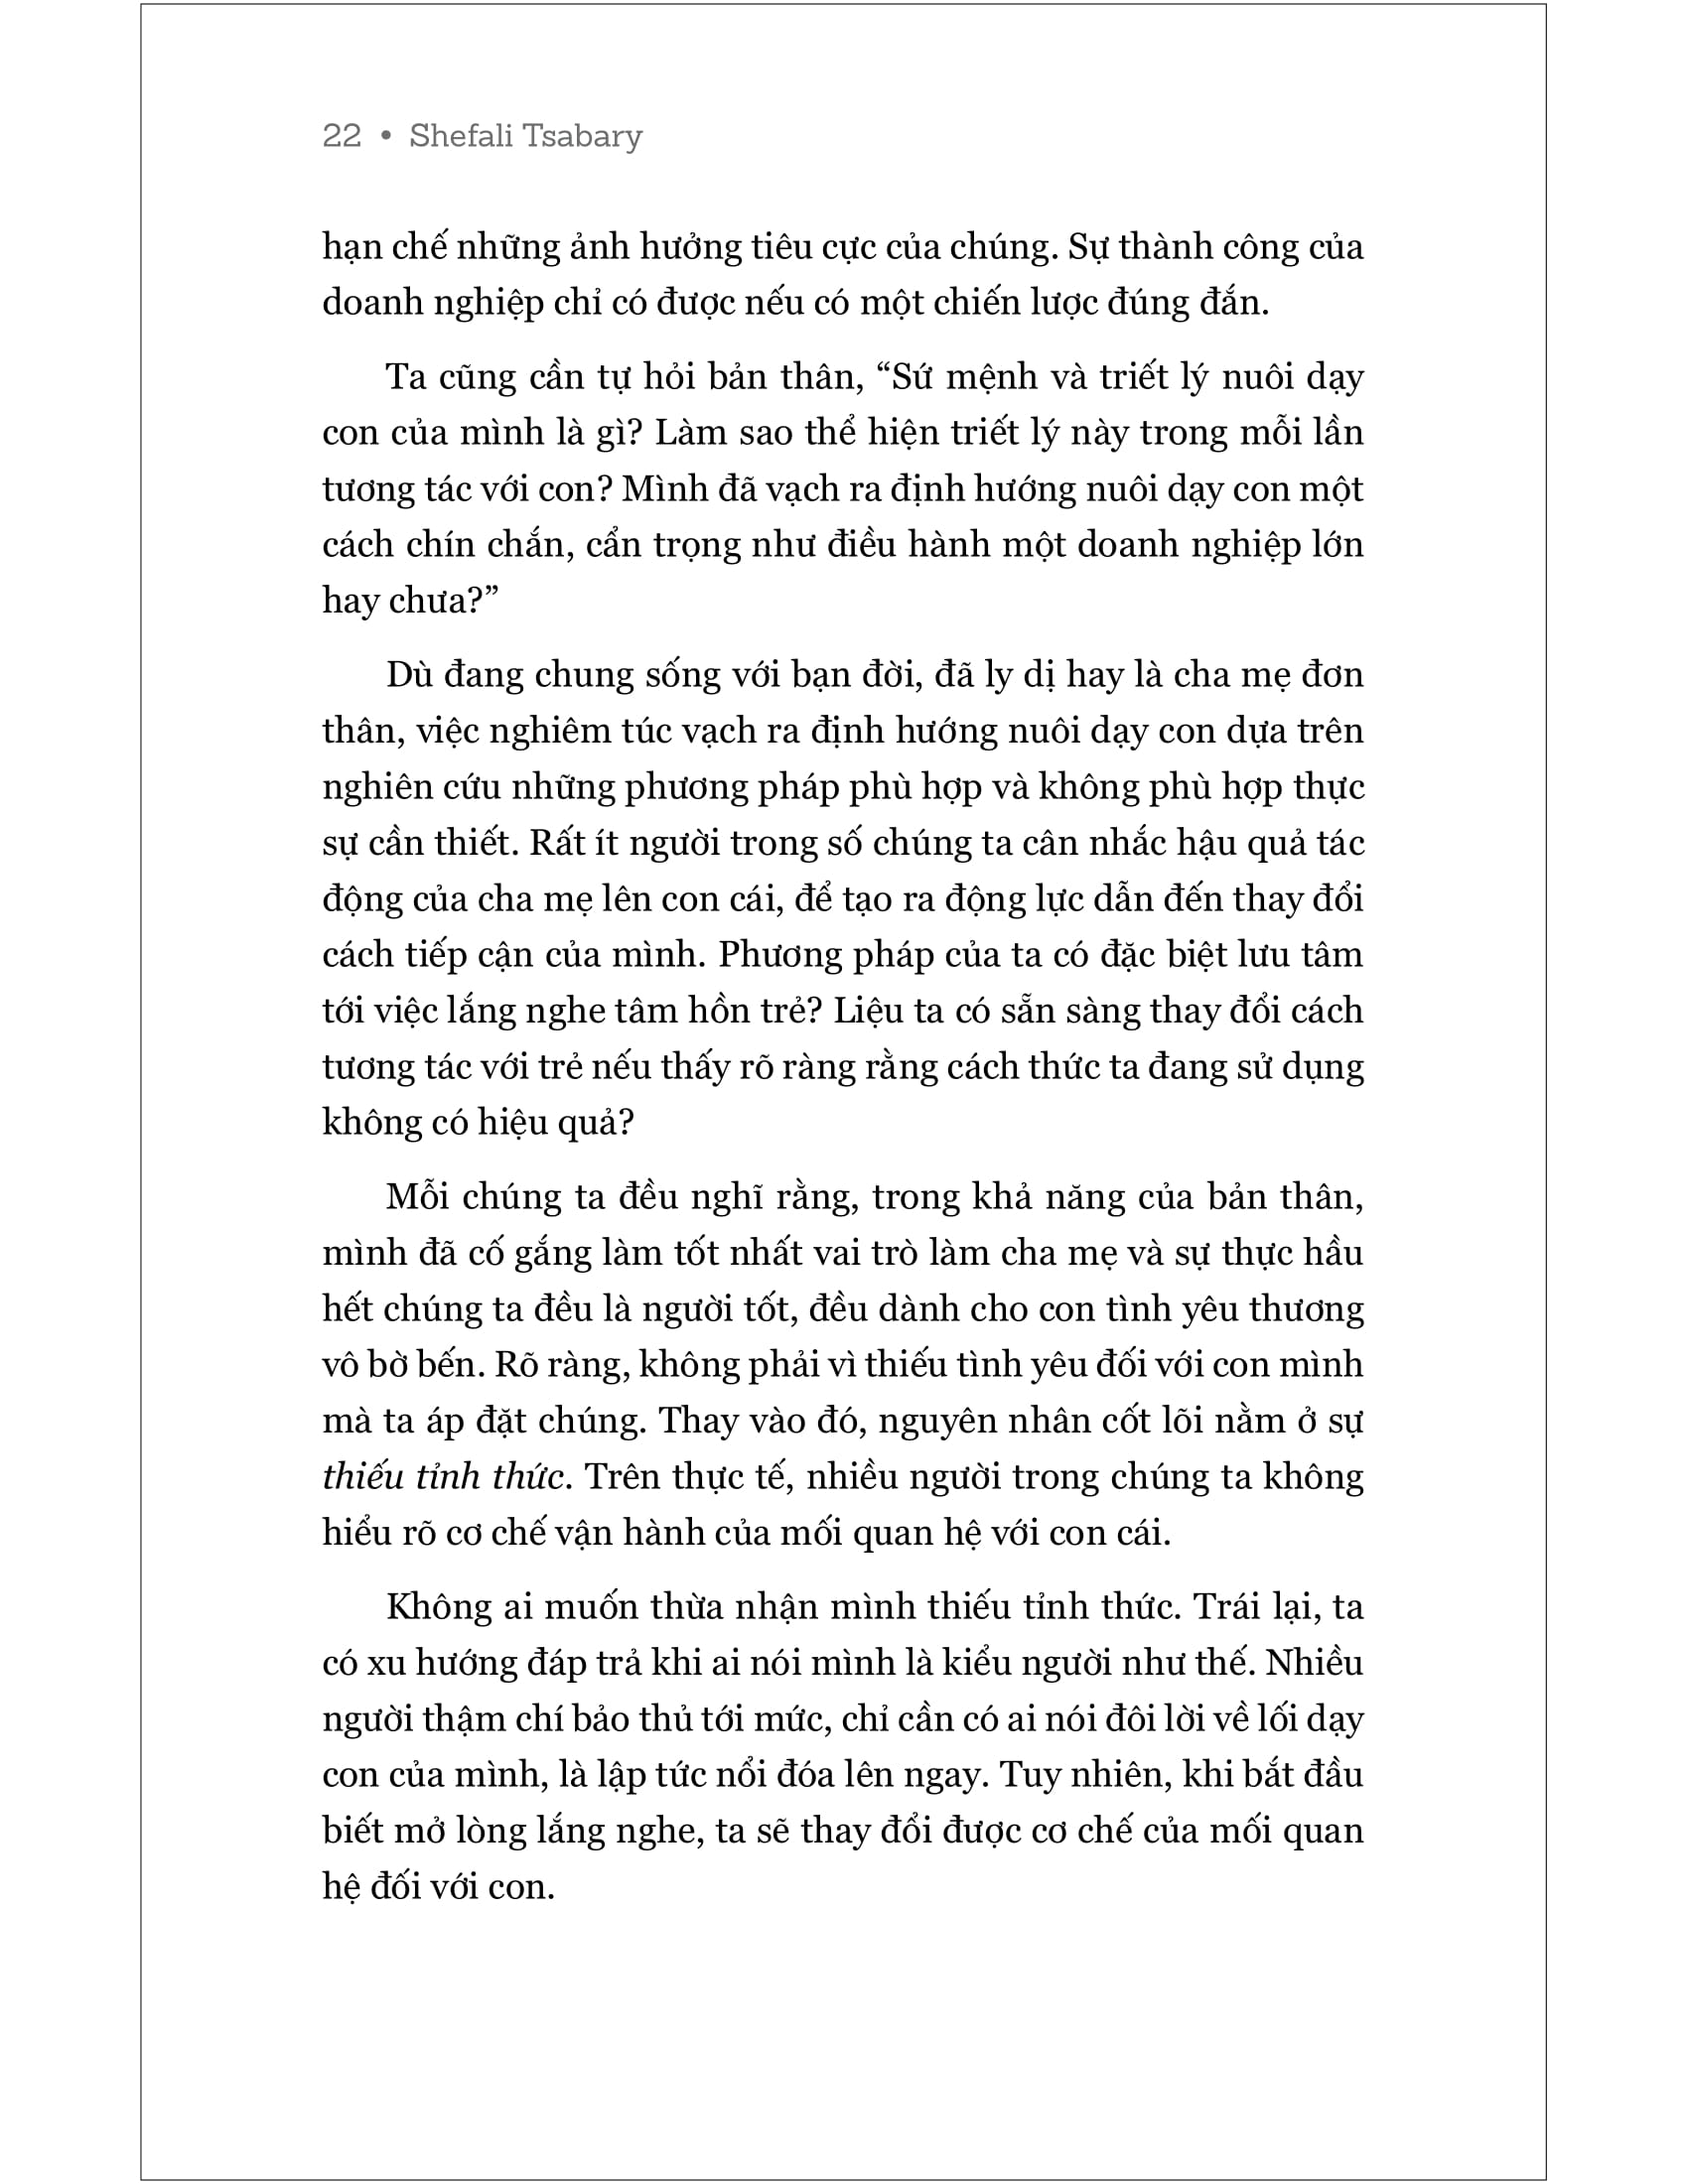 22 • Shefali Tsabary
hạn chế những ảnh hưởng tiêu cực của chúng. Sự thành công của
doanh nghiệp chỉ có được nếu có một chiến lược đúng đắn.
Ta cũng cần tự hỏi bản thân, “Sứ mệnh và triết lý nuôi dạy
con của mình là gì? Làm sao thể hiện triết lý này trong mỗi lần
tương tác với con? Mình đã vạch ra định hướng nuôi dạy con một
cách chín chắn, cẩn trọng như điều hành một doanh nghiệp lớn
hay chưa?”
Dù đang chung sống với bạn đời, đã ly dị hay là cha mẹ đơn
thân, việc nghiêm túc vạch ra định hướng nuôi dạy con dựa trên
nghiên cứu những phương pháp phù hợp và không phù hợp thực
sự cần thiết. Rất ít người trong số chúng ta cân nhắc hậu quả tác
động của cha mẹ lên con cái, để tạo ra động lực dẫn đến thay đổi
cách tiếp cận của mình. Phương pháp của ta có đặc biệt lưu tâm
tới việc lắng nghe tâm hồn trẻ? Liệu ta có sẵn sàng thay đổi cách
tương tác với trẻ nếu thấy rõ ràng rằng cách thức ta đang sử dụng
không có hiệu quả?
Mỗi chúng ta đều nghĩ rằng, trong khả năng của bản thân,
mình đã cố gắng làm tốt nhất vai trò làm cha mẹ và sự thực hầu
hết chúng ta đều là người tốt, đều dành cho con tình yêu thương
vô bờ bến. Rõ ràng, không phải vì thiếu tình yêu đối với con mình
mà ta áp đặt chúng. Thay vào đó, nguyên nhân cốt lõi nằm ở sự
thiếu tỉnh thức. Trên thực tế, nhiều người trong chúng ta không
hiểu rõ cơ chế vận hành của mối quan hệ với con cái.
Không ai muốn thừa nhận mình thiếu tỉnh thức. Trái lại, ta
có xu hướng đáp trả khi ai nói mình là kiểu người như thế. Nhiều
người thậm chí bảo thủ tới mức, chỉ cần có ai nói đôi lời về lối dạy
con của mình, là lập tức nổi đóa lên ngay. Tuy nhiên, khi bắt đầu
biết mở lòng lắng nghe, ta sẽ thay đổi được cơ chế của mối quan
hệ đối với con.